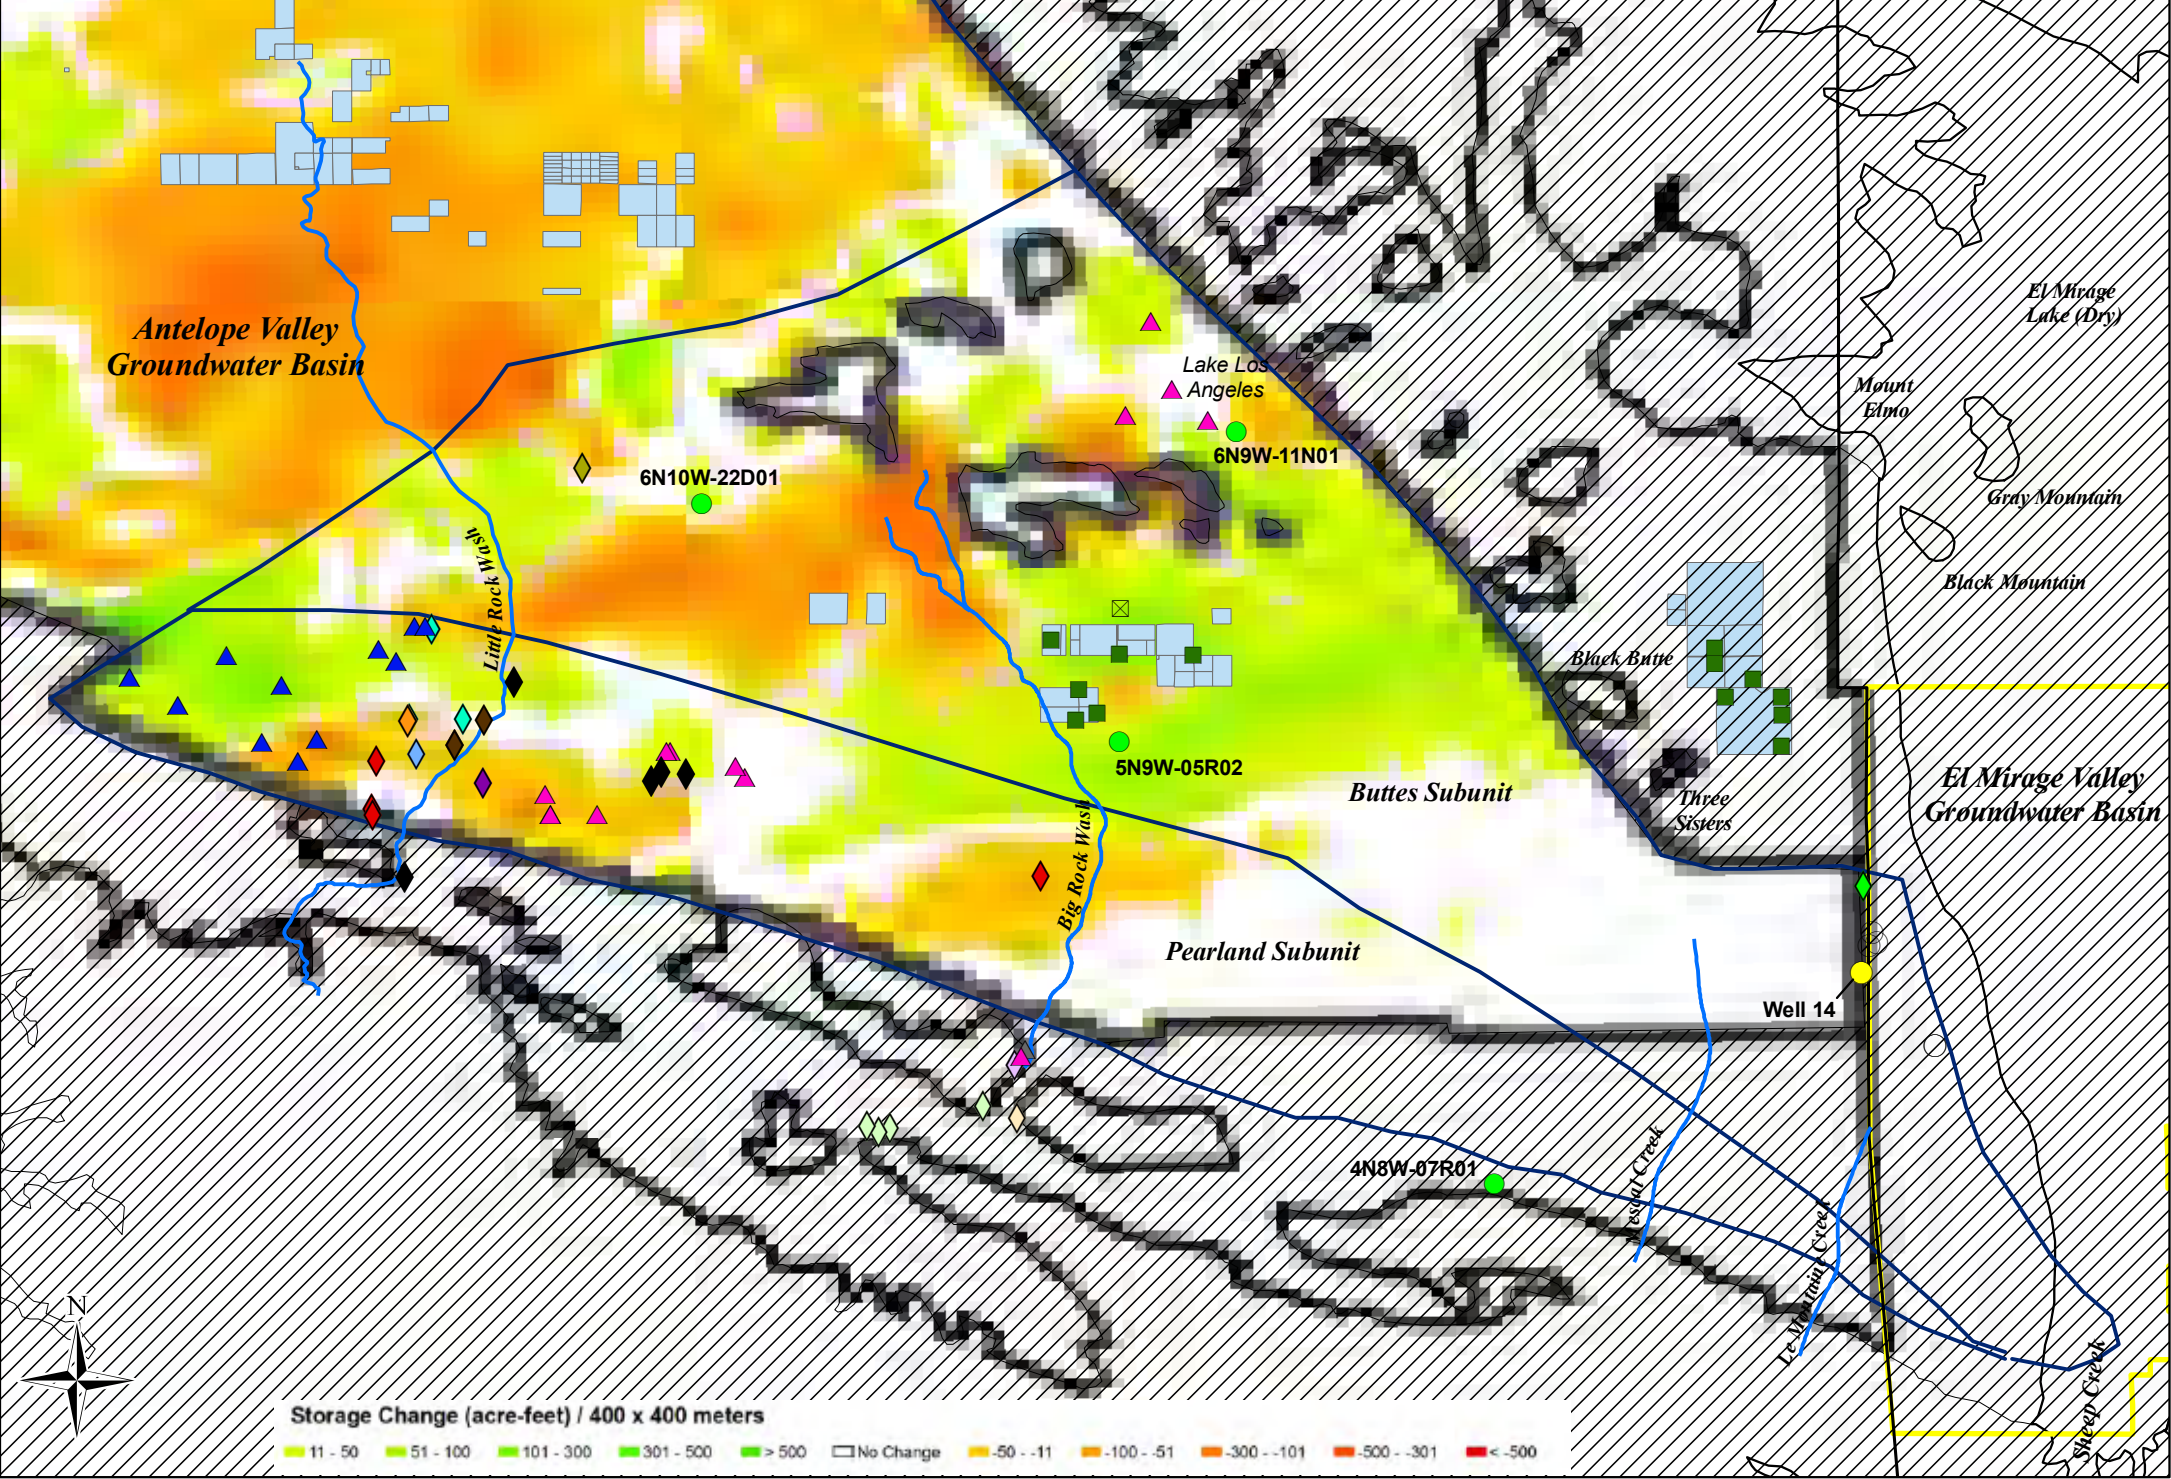 El Mirage
Lake (Dry)
Antelope Valley
Groundwater Basin
Lake Los
Angeles
Mount
Elmo
6N9W-11N01
6N10W-22D01
Gray Mountain
Little Rock Wash
Black Mountain
Black Butte
5N9W-05R02
Buttes Subunit
El Mirage Valley
Groundwater Basin
Three
Sisters
Big Rock Wash
Pearland Subunit
Well 14
4N8W-07R01
Mescal Creek
Le Montaine Creek
Sheep Creek
N
Storage Change (acre-feet) / 400 x 400 meters
11 - 50 51 - 100 101 - 300 301 - 500 > 500 No Change -50 - -11 -100 - -51 -300 - -101 -500 - -301 < -500